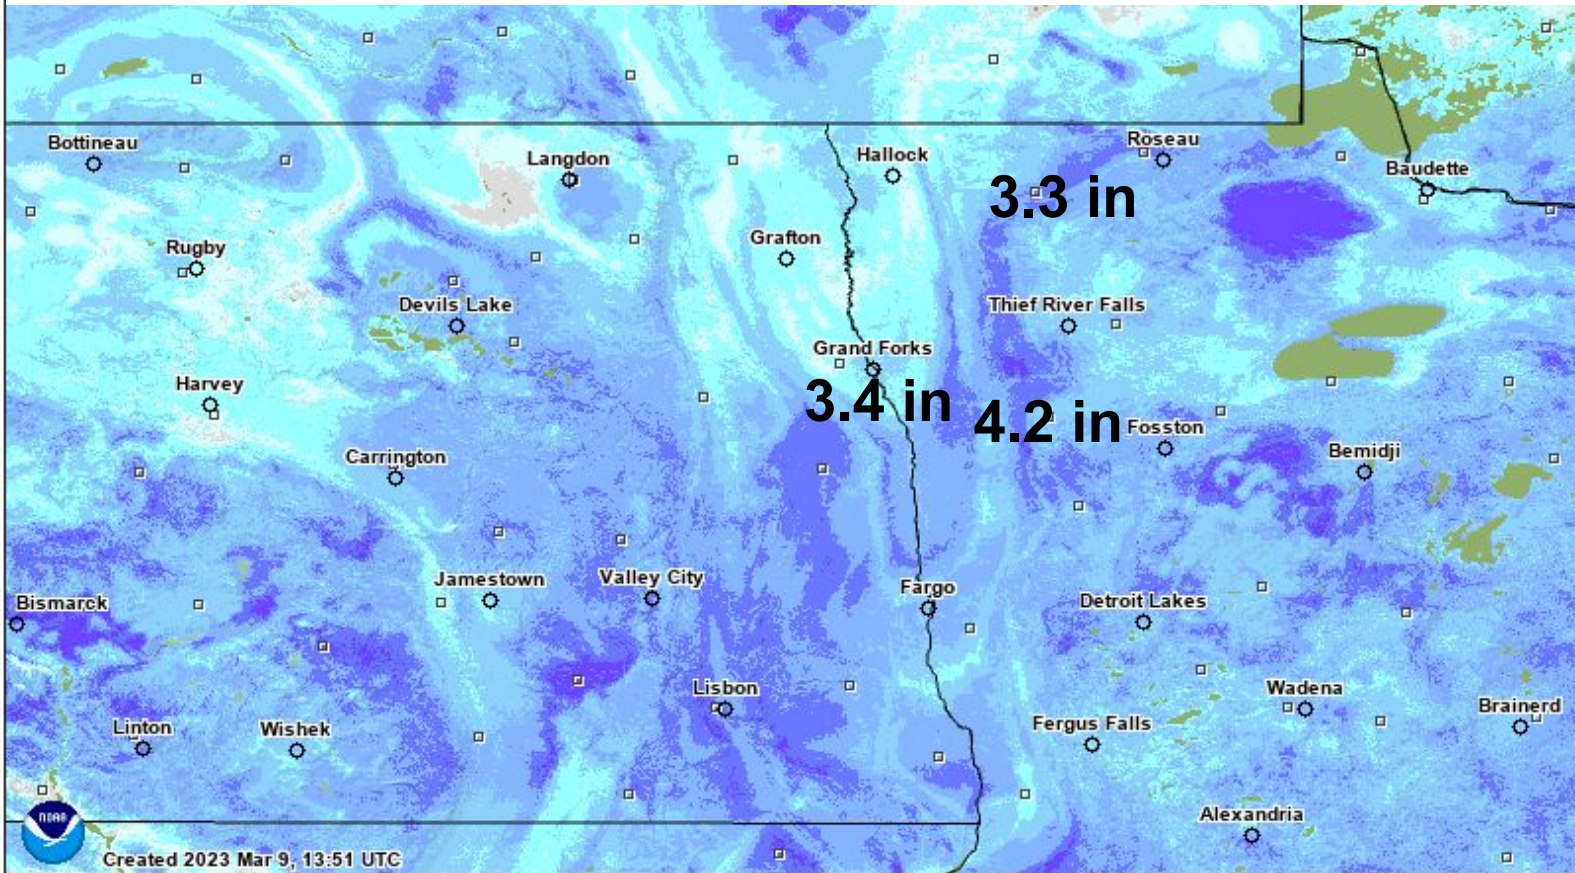 Bottineau
Langdon
Hallock
Roseau
Baudette
3.3 in
Rugby
Grafton
Devils Lake
Thief River Falls
Grand Forks
Harvey
3.4 in
4.2 in
Fosston
Carrington
Bemidji
Jamestown
Valley City
Fargo
Detroit Lakes
Bismarck
Lisbon
Wadena
Brainerd
Linton
Wishek
Fergus Falls
Alexandria
NOAA
Created 2023 Mar 9, 13:51 UTC